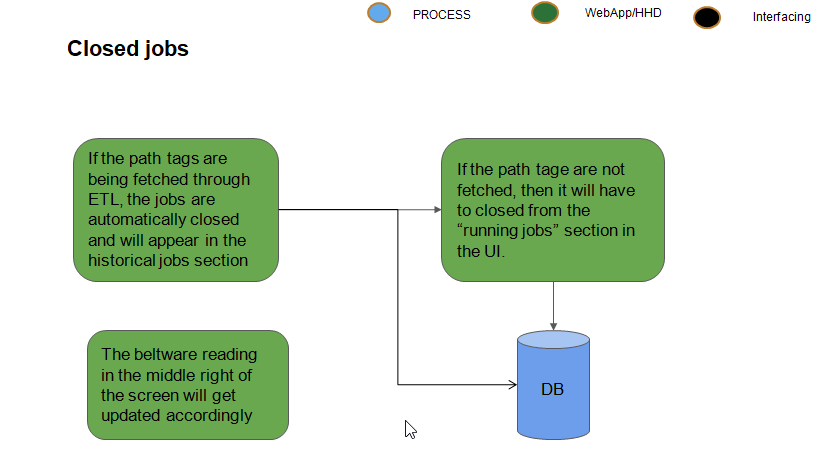 PROCESS
WebApp/HHD
Interfacing
Closed jobs
If the path tags are
being fetched through
ETL, the jobs are
automatically closed
and will appear in the
historical jobs section
If the path tage are not
fetched, then it will have
to closed from the
“running jobs” section in
the UI.
The beltware reading
in the middle right of
the screen will get
updated accordingly
DB